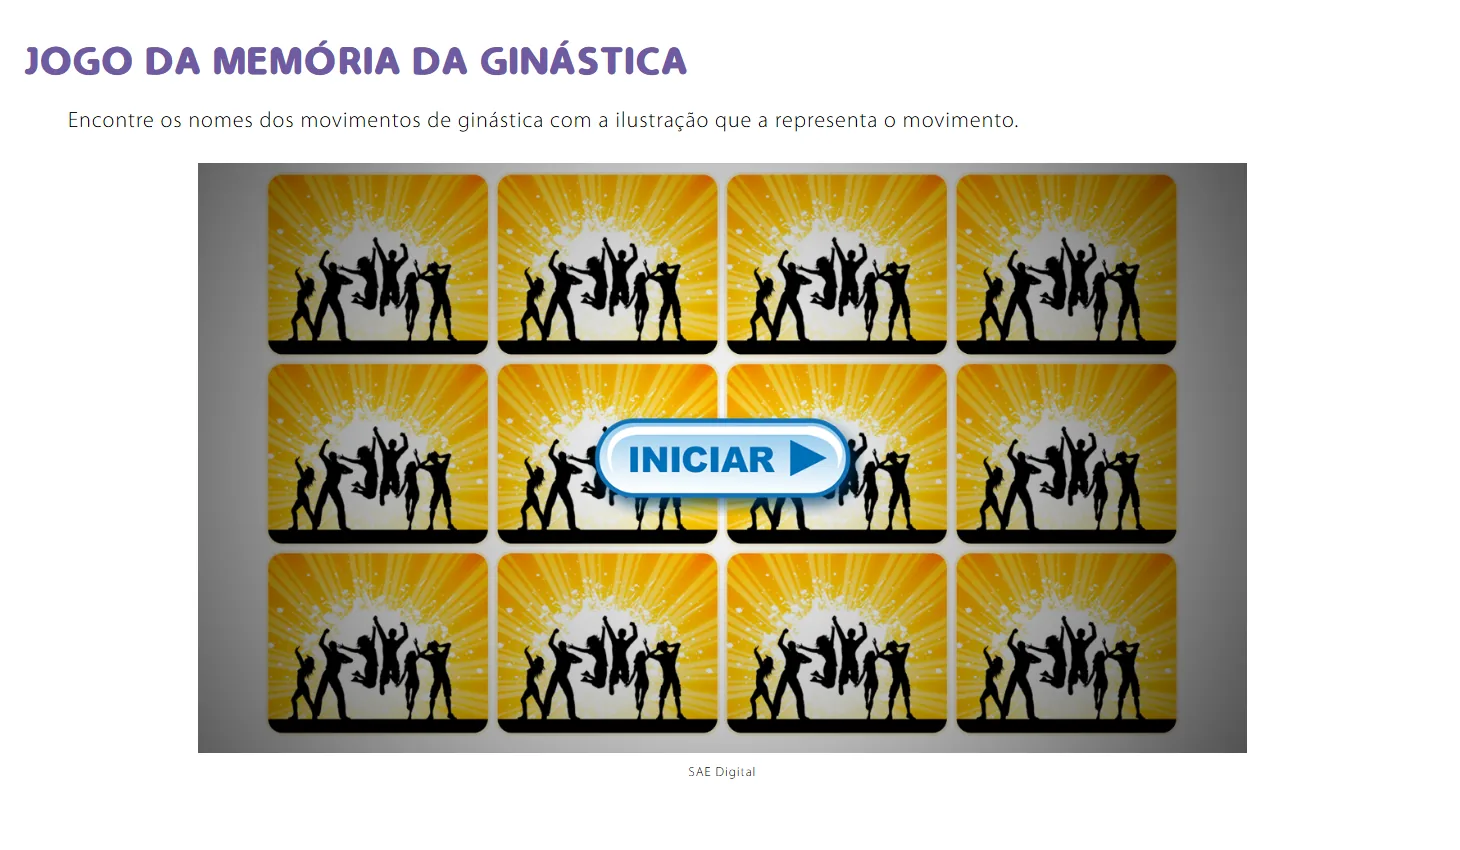 JOGO DA MEMÓRIA DA GINÁSTICA
Encontre os nomes dos movimentos de ginástica com a ilustração que a representa o movimento.
INICIAR
SAE Digital